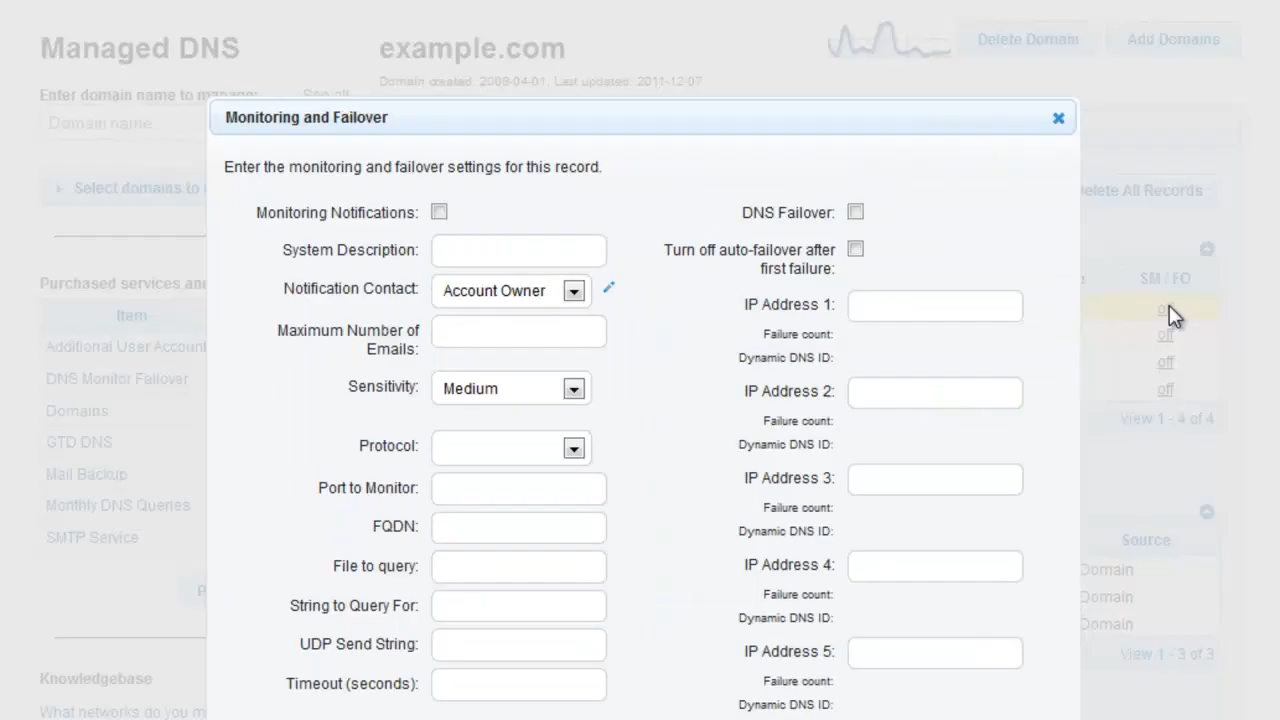 Managed DNS
example.com
Delete Domain
Add Domains
Domain created: 2008-04-01, Last updated: 2011-12-07
Enter domain name to manage:
See all
Domain name
Monitoring and Failover
Select domains to
Delete All Records
Enter the monitoring and failover settings for this record.
Monitoring Notifications:
DNS Failover:
System Description:
Turn off auto-failover after
first failure:
Notification Contact:
Account Owner
IP Address 1:
Maximum Number of
Emails:
Failure count:
Dynamic DNS ID:
Sensitivity:
Medium
IP Address 2:
Failure count:
Dynamic DNS ID:
Protocol:
Port to Monitor:
IP Address 3:
Failure count:
FQDN:
Dynamic DNS ID:
File to query:
IP Address 4:
Failure count:
String to Query For:
Dynamic DNS ID:
UDP Send String:
IP Address 5:
Timeout (seconds):
Failure count:
Dynamic DNS ID:
Purchased services and
Item
Additional User Account
DNS Monitor Failover
Domains
GTD DNS
Mail Backup
Monthly DNS Queries
SMTP Service
Knowledgebase
What networks do you m
SM / FO
off
off
off
View 1 - 4 of 4
Source
Domain
Domain
Domain
View 1 - 3 of 3